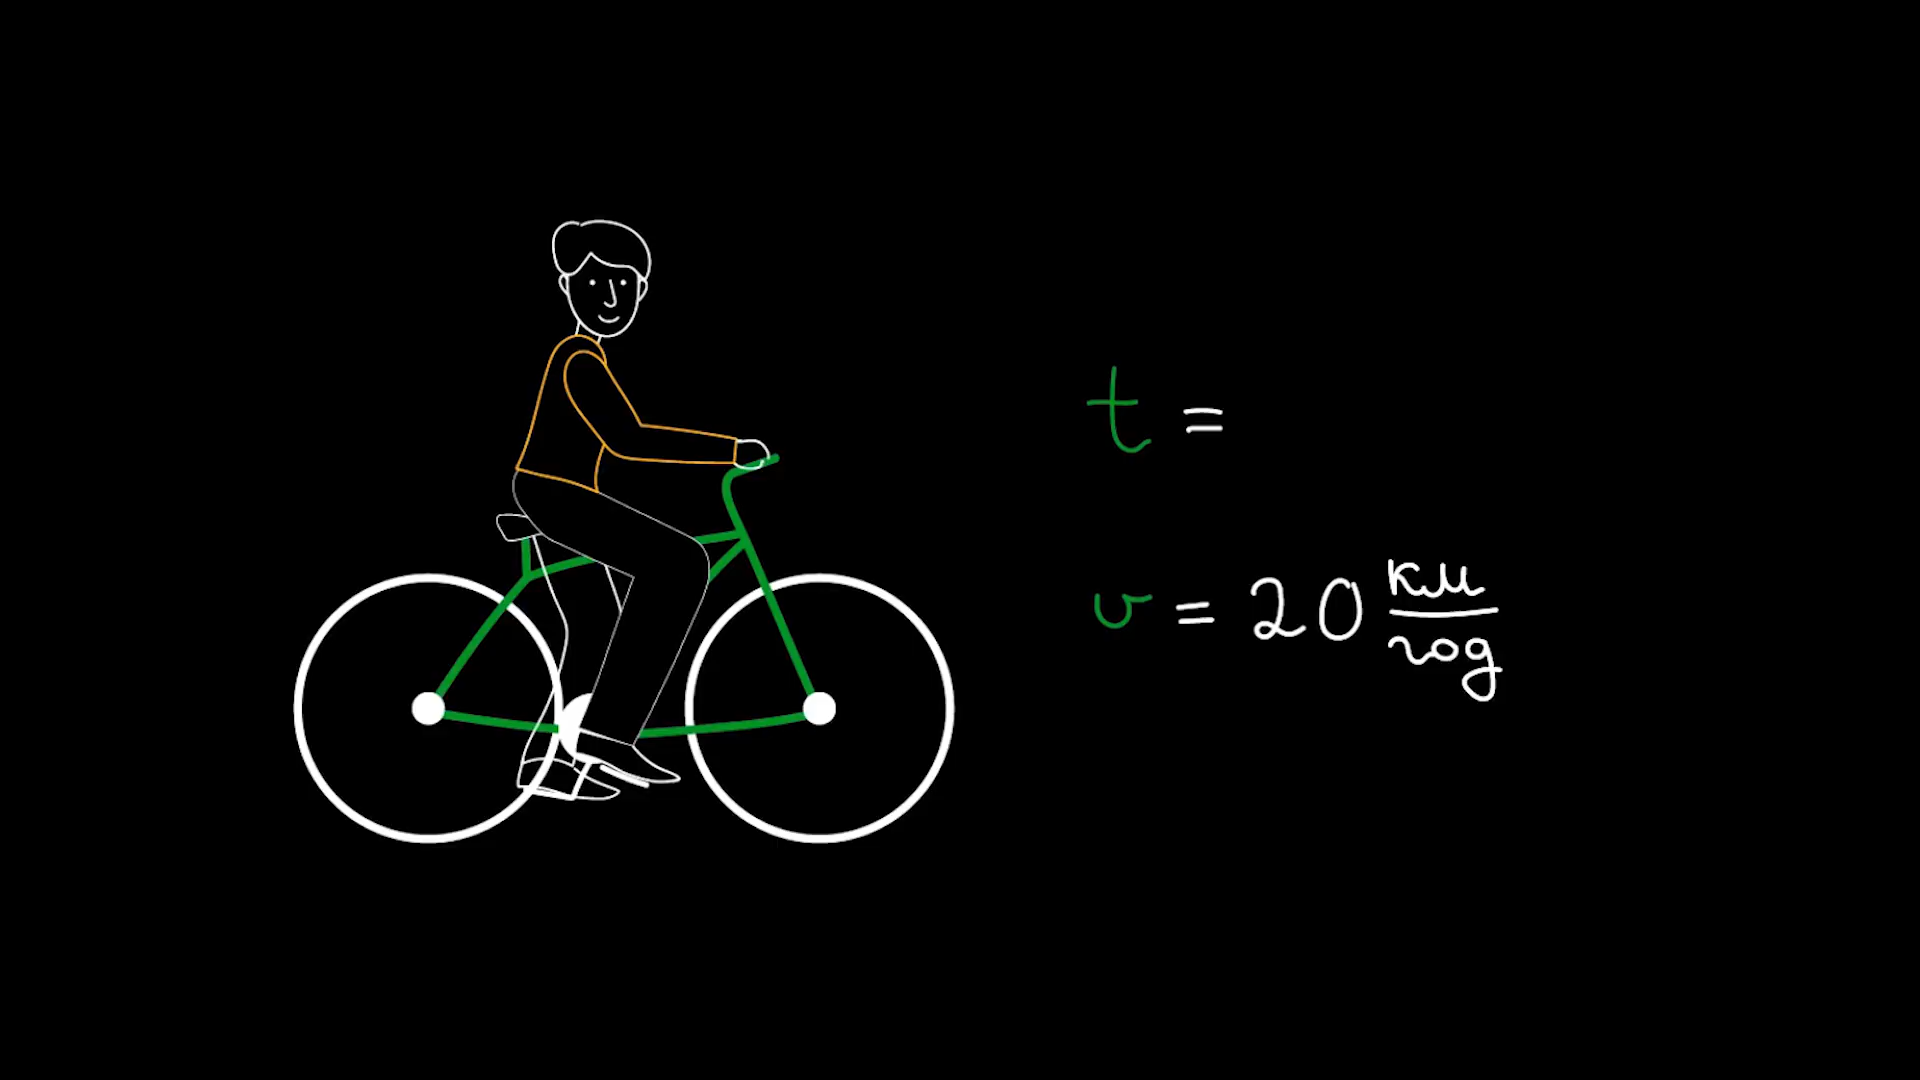 t =
v = 20 км/год